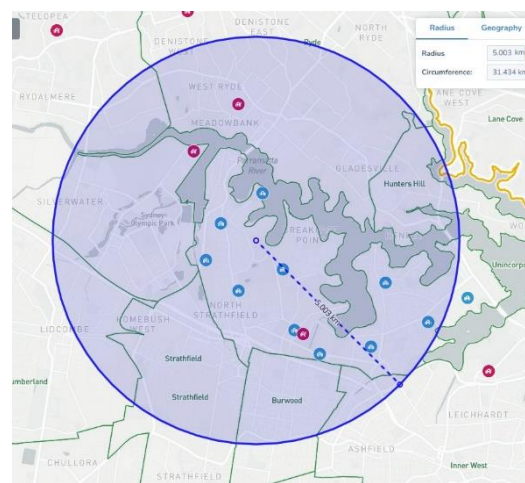 TELOPEA
DENISTONE
EAST
NORTH
RYDE
DENISTONE
WEST
Ryde
Radius
Geography
Radius
5.003 km
Circumference:
31.434 km
RYDALMERE
WEST RYDE
MEADOWBANK
LANE COVE
WEST
Lane Cove
Parramatta
River
GLADESVILLE
Hunters Hill
SILVERWATER
Sydney
Olympic Park
POINT
Unincorpo
5.003 km
NORTH
STRATHFIELD
HOMEBUSH
WEST
LIDCOMBE
Strathfield
umberland
Strathfield
Burwood
LEICHHARDT
ASHFIELD
CHULLORA
Inner West
STRATHFIELD